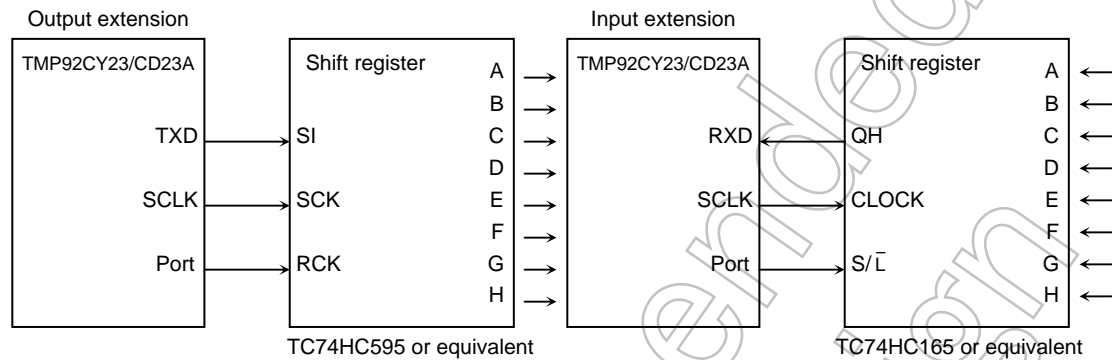 Output extension
TMP92CY23/CD23A
TXD
SCLK
Port
Shift register
SI
SCK
RCK
A
B
C
D
E
F
G
H
TC74HC595 or equivalent
Input extension
TMP92CY23/CD23A
RXD
SCLK
Port
Shift register
QH
CLOCK
S/L̅
A
B
C
D
E
F
G
H
TC74HC165 or equivalent